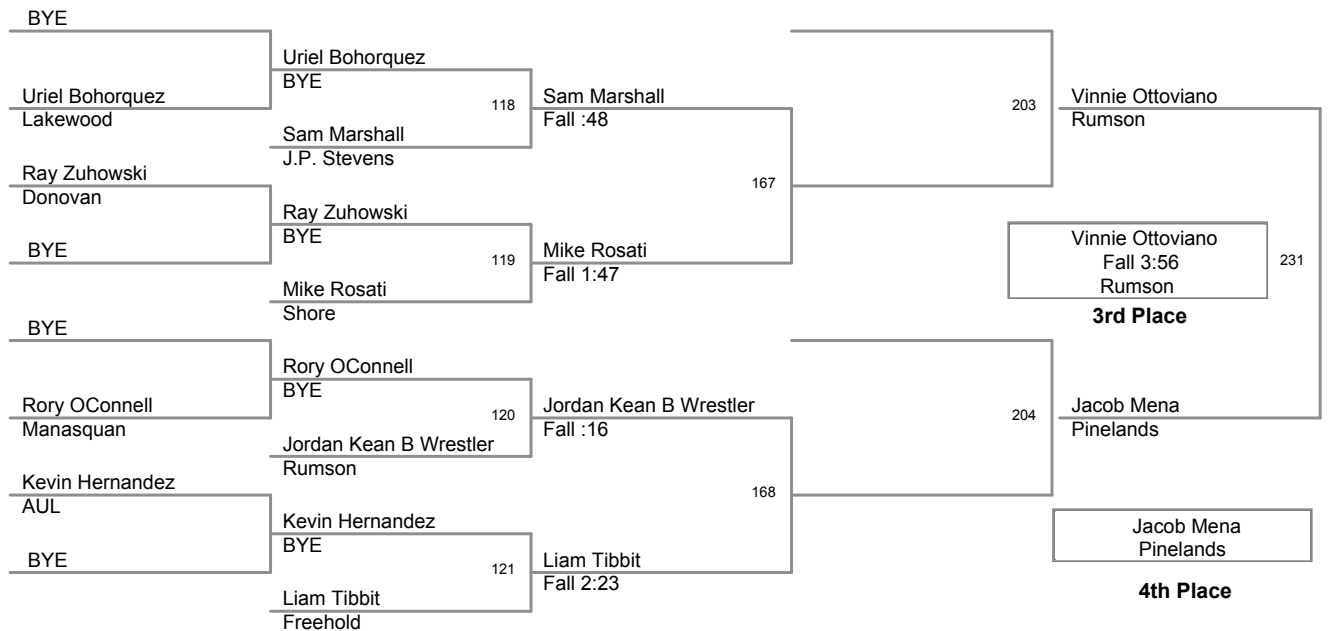 BYE
Uriel Bohorquez
BYE
Uriel Bohorquez
Lakewood
118
Sam Marshall
Fall :48
203
Vinnie Ottoviano
Rumson
Sam Marshall
J.P. Stevens
Ray Zuhowski
Donovan
167
Ray Zuhowski
BYE
BYE
119
Mike Rosati
Fall 1:47
Vinnie Ottoviano
Fall 3:56
Rumson
231
Mike Rosati
Shore
3rd Place
BYE
Rory OConnell
BYE
Rory OConnell
Manasquan
120
Jordan Kean B Wrestler
Fall :16
204
Jacob Mena
Pinelands
Jordan Kean B Wrestler
Rumson
Kevin Hernandez
AUL
168
Kevin Hernandez
BYE
Jacob Mena
Pinelands
BYE
121
Liam Tibbit
Fall 2:23
4th Place
Liam Tibbit
Freehold